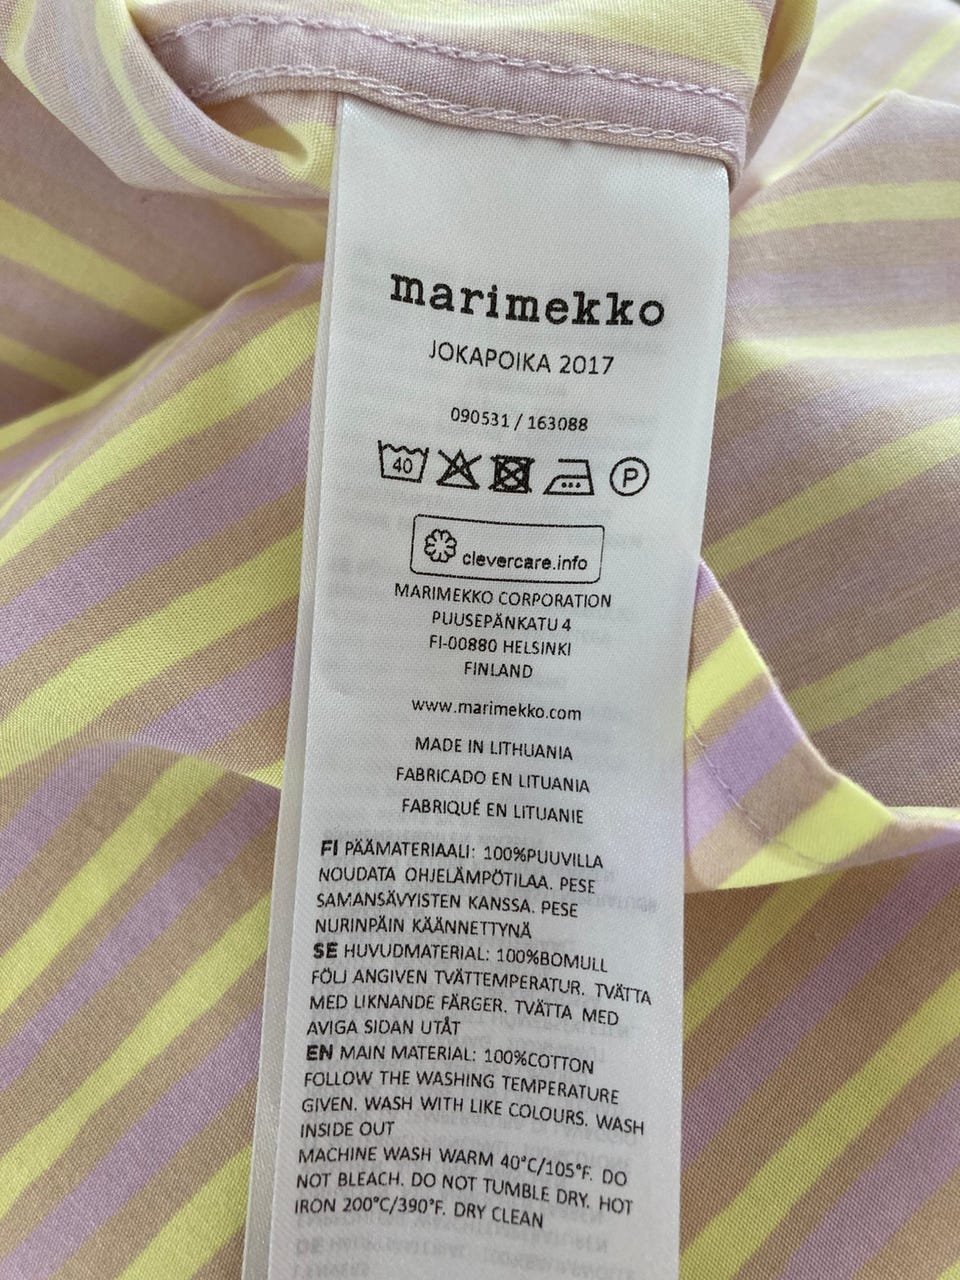 marimekko
JOKAPOIKA 2017
090531 / 163088
40 P
clevercare.info
MARIMEKKO CORPORATION
PUUSEPÄNKATU 4
FI-00880 HELSINKI
FINLAND
www.marimekko.com
MADE IN LITHUANIA
FABRICADO EN LITUANIA
FABRIQUÉ EN LITUANIE
FI PÄÄMATERIAALI: 100%PUUVILLA
NOUDATA OHJELÄMPÖTILAA. PESE
SAMANSÄVYISTEN KANSSA. PESE
NURINPÄIN KÄÄNNETTYNÄ
SE HUVUDMATERIAL: 100%BOMULL
FÖLJ ANGIVEN TVÄTTEMPERATUR. TVÄTTA
MED LIKNANDE FÄRGER. TVÄTTA MED
AVIGA SIDAN UTÅT
EN MAIN MATERIAL: 100%COTTON
FOLLOW THE WASHING TEMPERATURE
GIVEN. WASH WITH LIKE COLOURS. WASH
INSIDE OUT
MACHINE WASH WARM 40°C/105°F. DO
NOT BLEACH. DO NOT TUMBLE DRY. HOT
IRON 200°C/390°F. DRY CLEAN